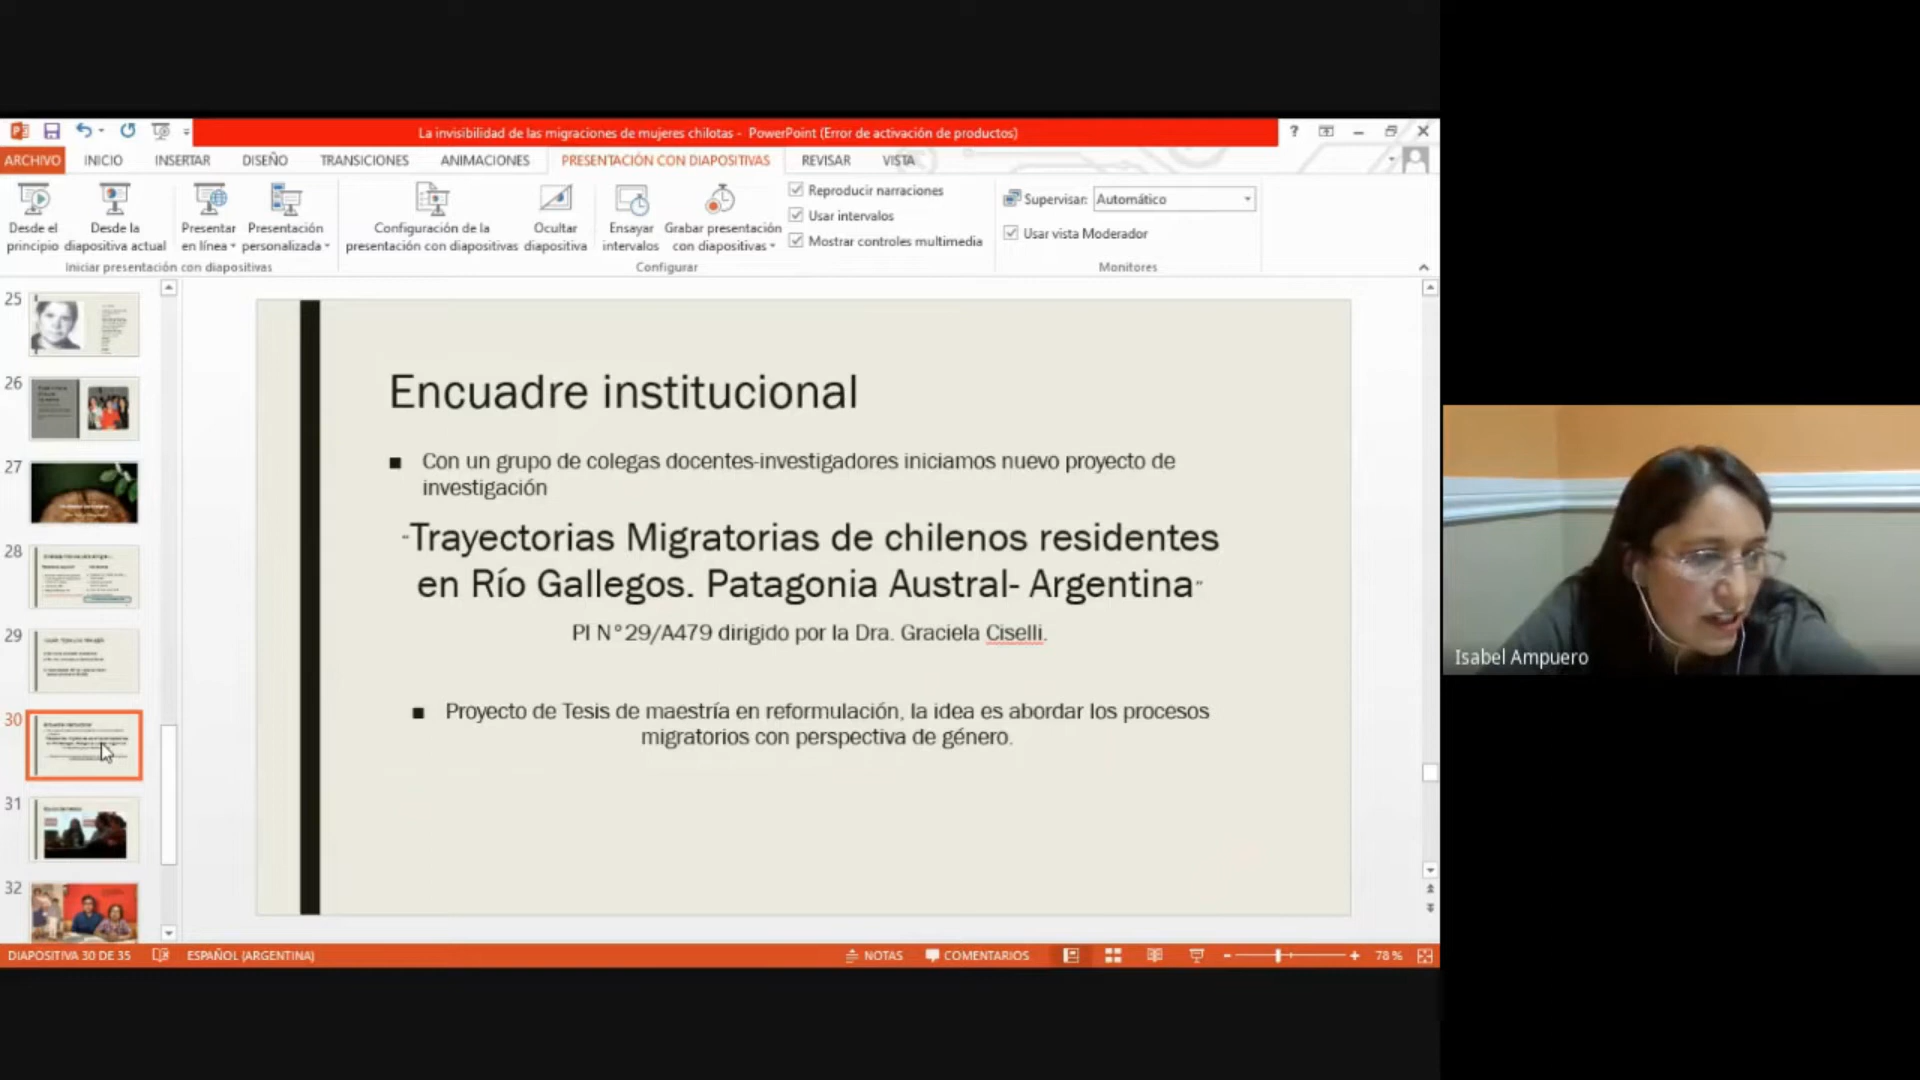 La invisibilidad de las migraciones de mujeres chilotas - PowerPoint (Error de activación de productos)
?
ARCHIVO INICIO INSERTAR DISEÑO TRANSICIONES ANIMACIONES PRESENTACIÓN CON DIAPOSITIVAS REVISAR VISTA
Desde el principio
Desde la diapositiva actual
Presentar en línea
Presentación personalizada
Iniciar presentación con diapositivas
Configuración de la presentación con diapositivas
Ocultar diapositiva
Ensayar intervalos
Grabar presentación con diapositivas
Reproducir narraciones
Usar intervalos
Mostrar controles multimedia
Configurar
Supervisar: Automático
Usar vista Moderador
Monitores
25
26
27
28
29
30
31
32
Encuadre institucional
■ Con un grupo de colegas docentes-investigadores iniciamos nuevo proyecto de
investigación
"Trayectorias Migratorias de chilenos residentes
en Río Gallegos. Patagonia Austral- Argentina"
PI N°29/A479 dirigido por la Dra. Graciela Ciselli.
■ Proyecto de Tesis de maestría en reformulación, la idea es abordar los procesos
migratorios con perspectiva de género.
Isabel Ampuero
DIAPOSITIVA 30 DE 35 ESPAÑOL (ARGENTINA) NOTAS COMENTARIOS 78 %